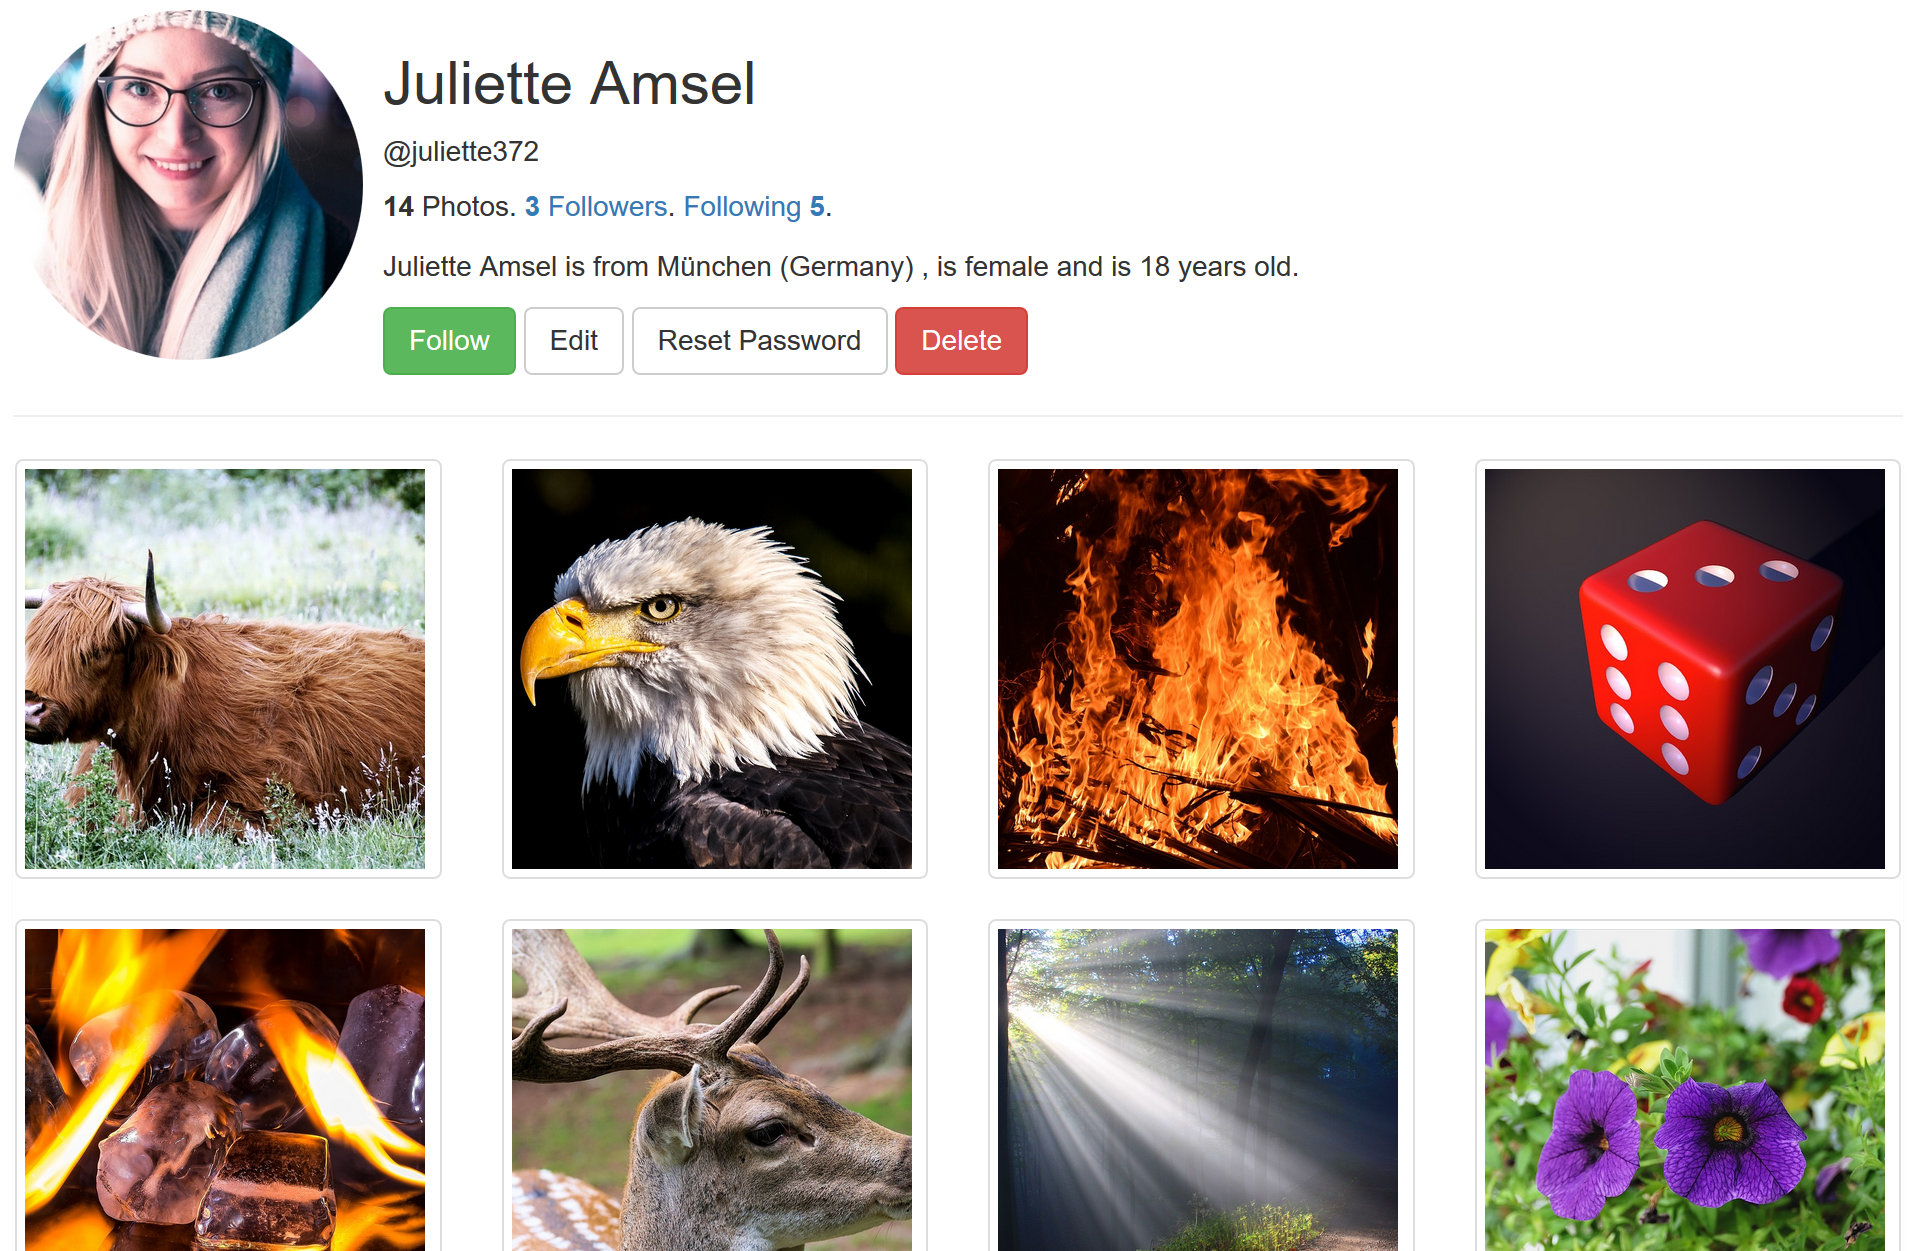 Juliette Amsel
@juliette372
14 Photos. 3 Followers. Following 5.
Juliette Amsel is from München (Germany) , is female and is 18 years old.
Follow Edit Reset Password Delete